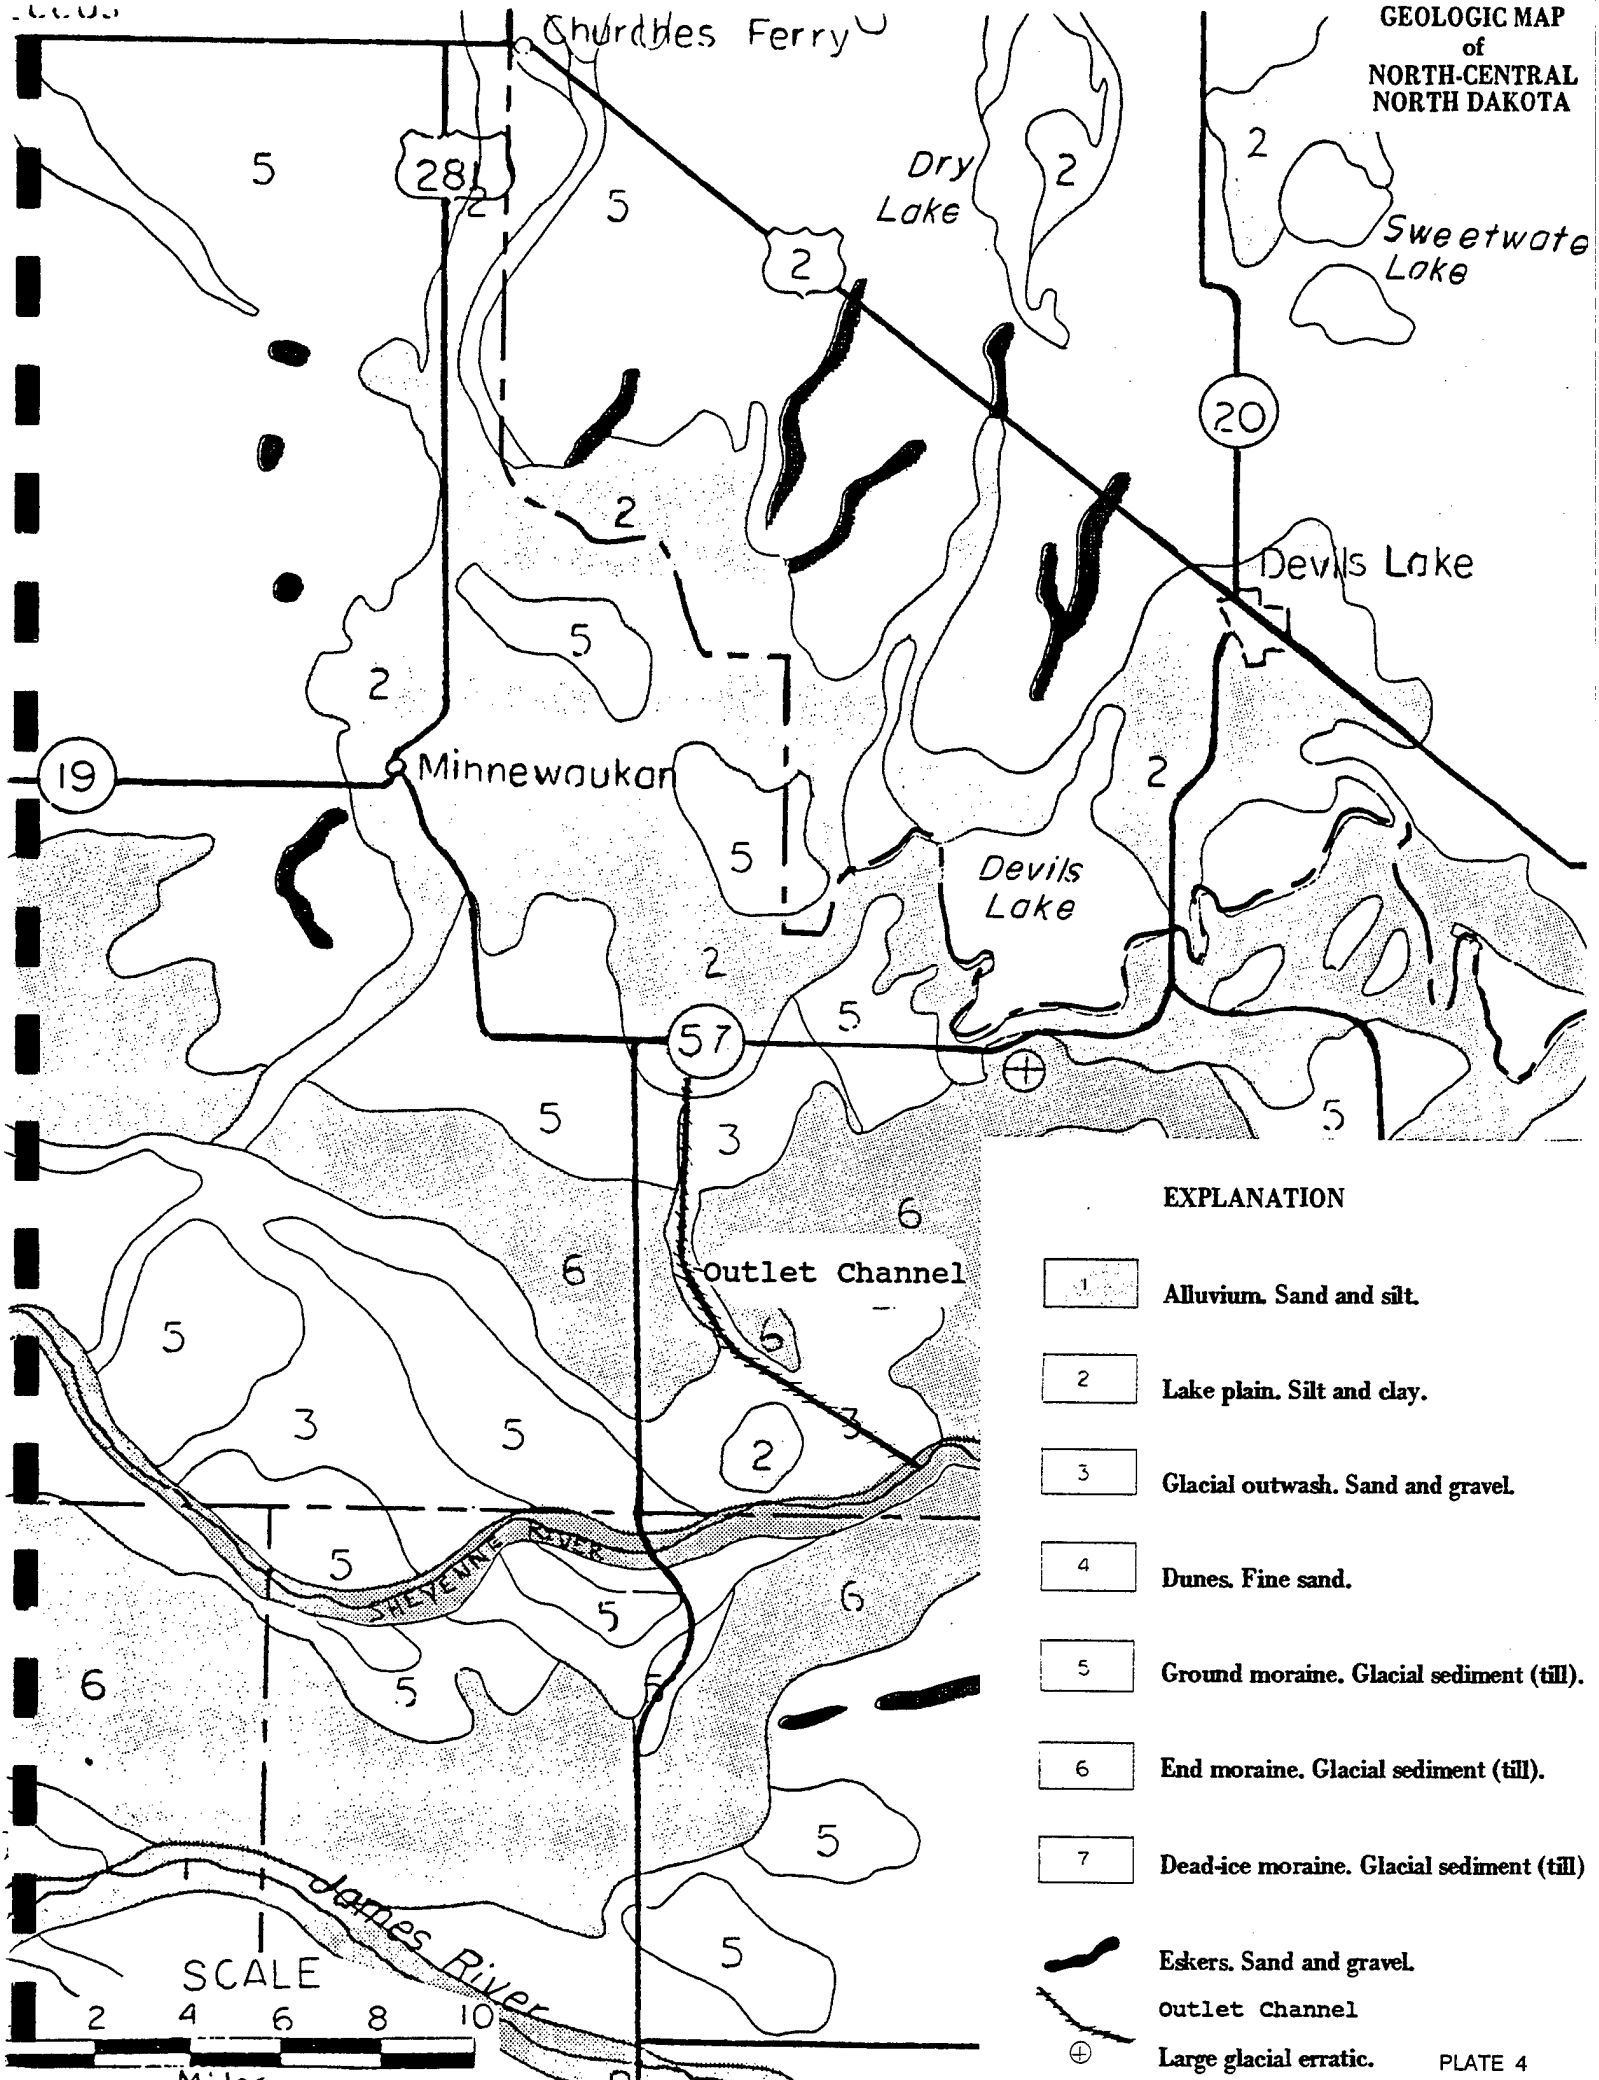 GEOLOGIC MAP
of
NORTH-CENTRAL
NORTH DAKOTA
Churches Ferry
5
281
2
5
Dry
Lake
2
2
Sweetwate
Lake
2
20
2
Devils Lake
5
2
19
Minnewaukan
2
5
Devils
Lake
2
5
57
5
3
5
6
6
Outlet Channel
5
6
3
5
3
2
5
SHEYENNE RIVER
5
6
6
5
5
5
James River
5
SCALE
2 4 6 8 10
Miles
EXPLANATION
1 Alluvium. Sand and silt.
2 Lake plain. Silt and clay.
3 Glacial outwash. Sand and gravel.
4 Dunes. Fine sand.
5 Ground moraine. Glacial sediment (till).
6 End moraine. Glacial sediment (till).
7 Dead-ice moraine. Glacial sediment (till)
Eskers. Sand and gravel.
Outlet Channel
Large glacial erratic.
PLATE 4